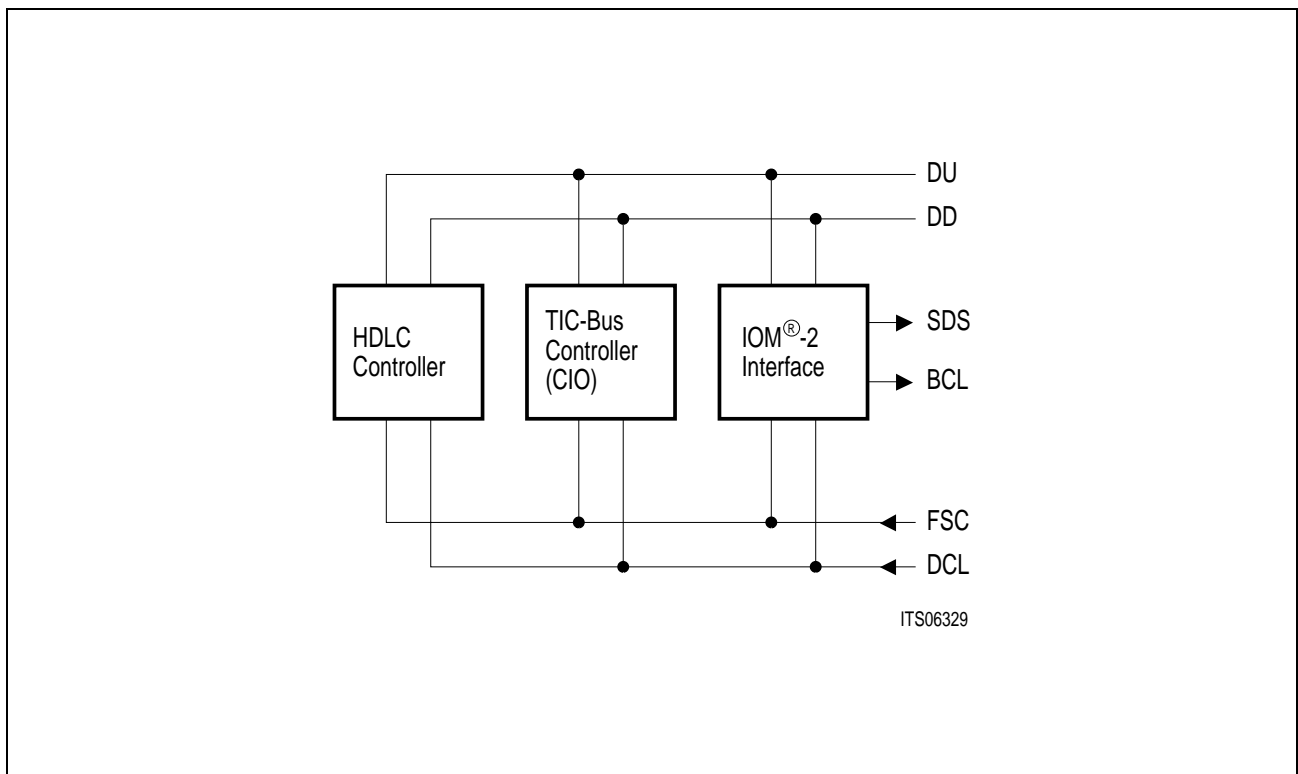 DU
DD
HDLC
Controller
TIC-Bus
Controller
(CIO)
IOM®-2
Interface
SDS
BCL
FSC
DCL
ITS06329